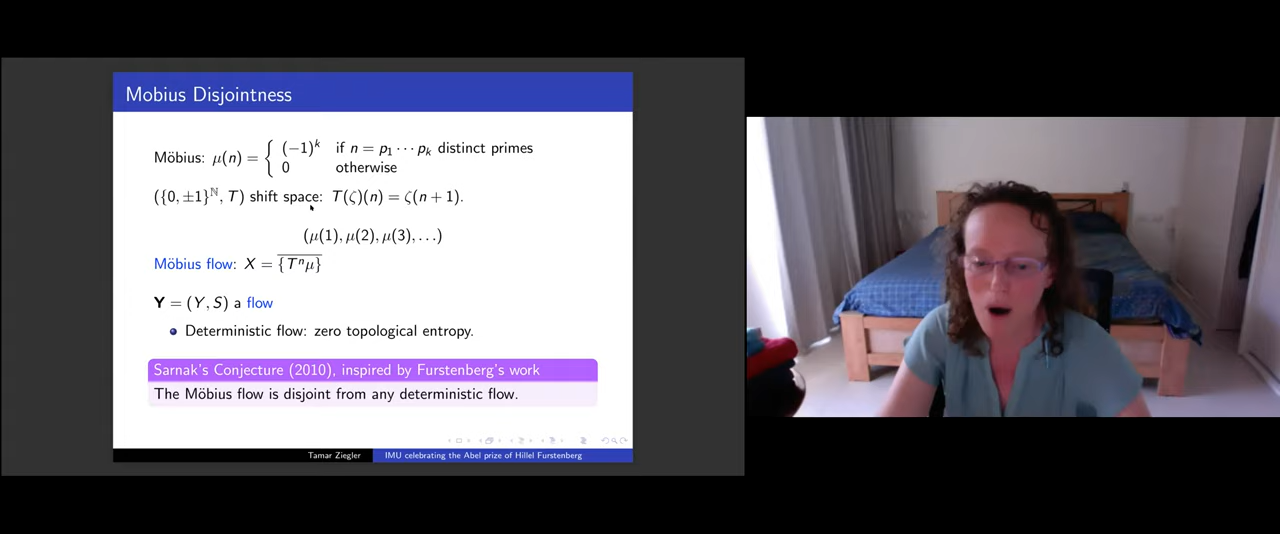 Mobius Disjointness
Möbius: μ(n) = { (−1)^k if n = p₁ ⋯ p_k distinct primes
0 otherwise
({0, ±1}^ℕ, T) shift space: T(ζ)(n) = ζ(n + 1).
(μ(1), μ(2), μ(3), …)
Möbius flow: X = \overline{{T^n μ}}
Y = (Y, S) a flow
Deterministic flow: zero topological entropy.
Sarnak's Conjecture (2010), inspired by Furstenberg's work
The Möbius flow is disjoint from any deterministic flow.
Tamar Ziegler IMU celebrating the Abel prize of Hillel Furstenberg